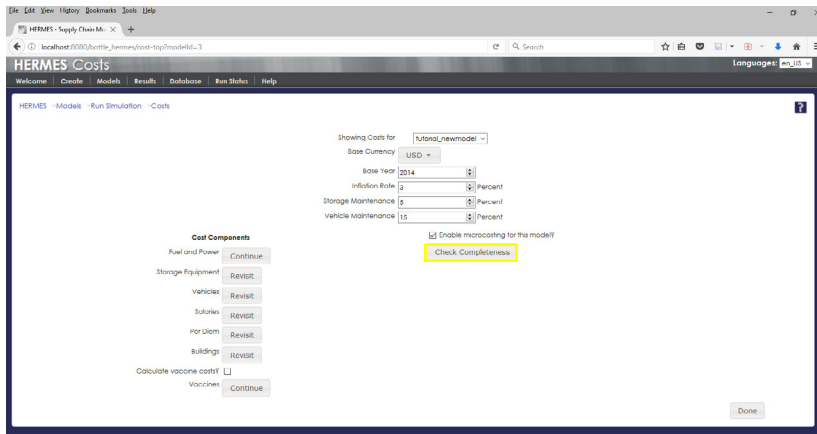 File Edit View History Bookmarks Tools Help
HERMES - Supply Chain Mo
localhost:8080/bottle_hermes/cost-top?modelId=3
Search
HERMES Costs
Languages: en_US
Welcome Create Models Results Database Run Status Help
HERMES >Models >Run Simulation >Costs
?
Showing Costs for tutorial_newmodel
Base Currency USD
Base Year 2014
Inflation Rate 3 Percent
Storage Maintenance 5 Percent
Vehicle Maintenance 15 Percent
Cost Components
Enable microcosting for this model?
Fuel and Power Continue
Check Completeness
Storage Equipment Revisit
Vehicles Revisit
Salaries Revisit
Per Diem Revisit
Buildings Revisit
Calculate vaccine costs?
Vaccines Continue
Done